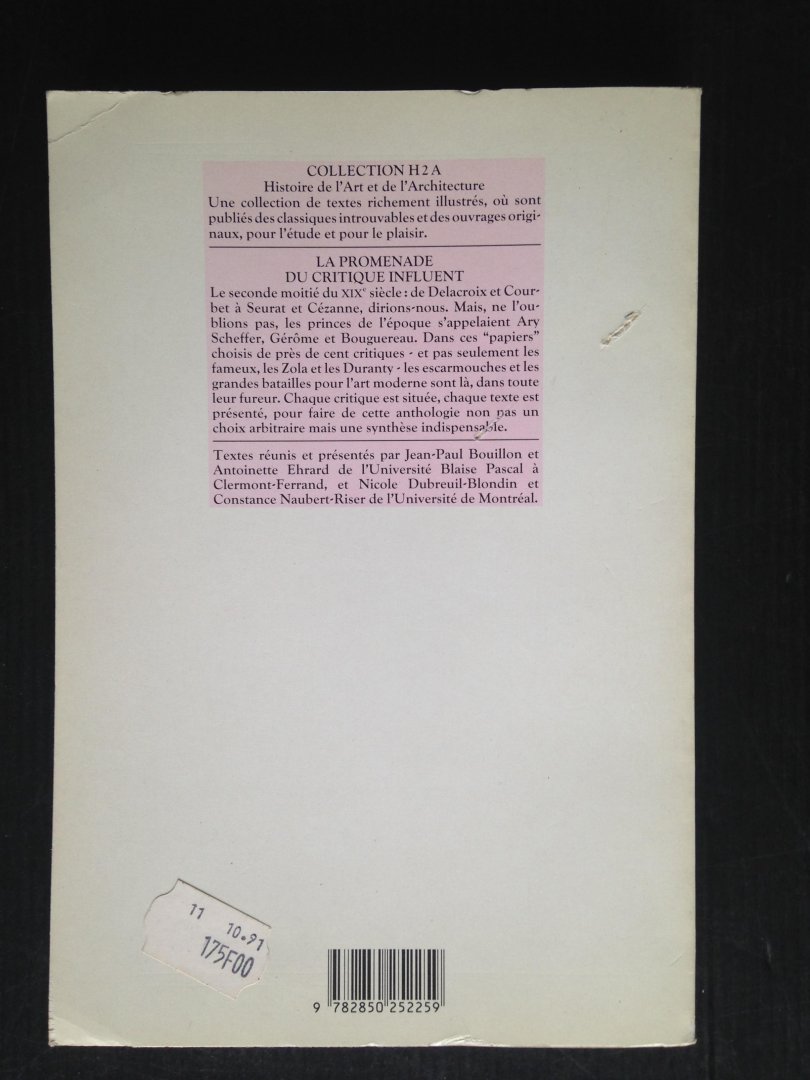 COLLECTION H2A
Histoire de l'Art et de l'Architecture
Une collection de textes richement illustrés, où sont
publiés des classiques introuvables et des ouvrages origi-
naux, pour l'étude et pour le plaisir.
LA PROMENADE
DU CRITIQUE INFLUENT
Le seconde moitié du XIXe siècle : de Delacroix et Cour-
bet à Seurat et Cézanne, dirions-nous. Mais, ne l'ou-
blions pas, les princes de l'époque s'appelaient Ary
Scheffer, Gérôme et Bouguereau. Dans ces "papiers"
choisis de près de cent critiques - et pas seulement les
fameux, les Zola et les Duranty - les escarmouches et les
grandes batailles pour l'art moderne sont là, dans toute
leur fureur. Chaque critique est située, chaque texte est
présenté, pour faire de cette anthologie non pas un
choix arbitraire mais une synthèse indispensable.
Textes réunis et présentés par Jean-Paul Bouillon et
Antoinette Ehrard de l'Université Blaise Pascal à
Clermont-Ferrand, et Nicole Dubreuil-Blondin et
Constance Naubert-Riser de l'Université de Montréal.
11 10.91
175F00
9 782850 252259